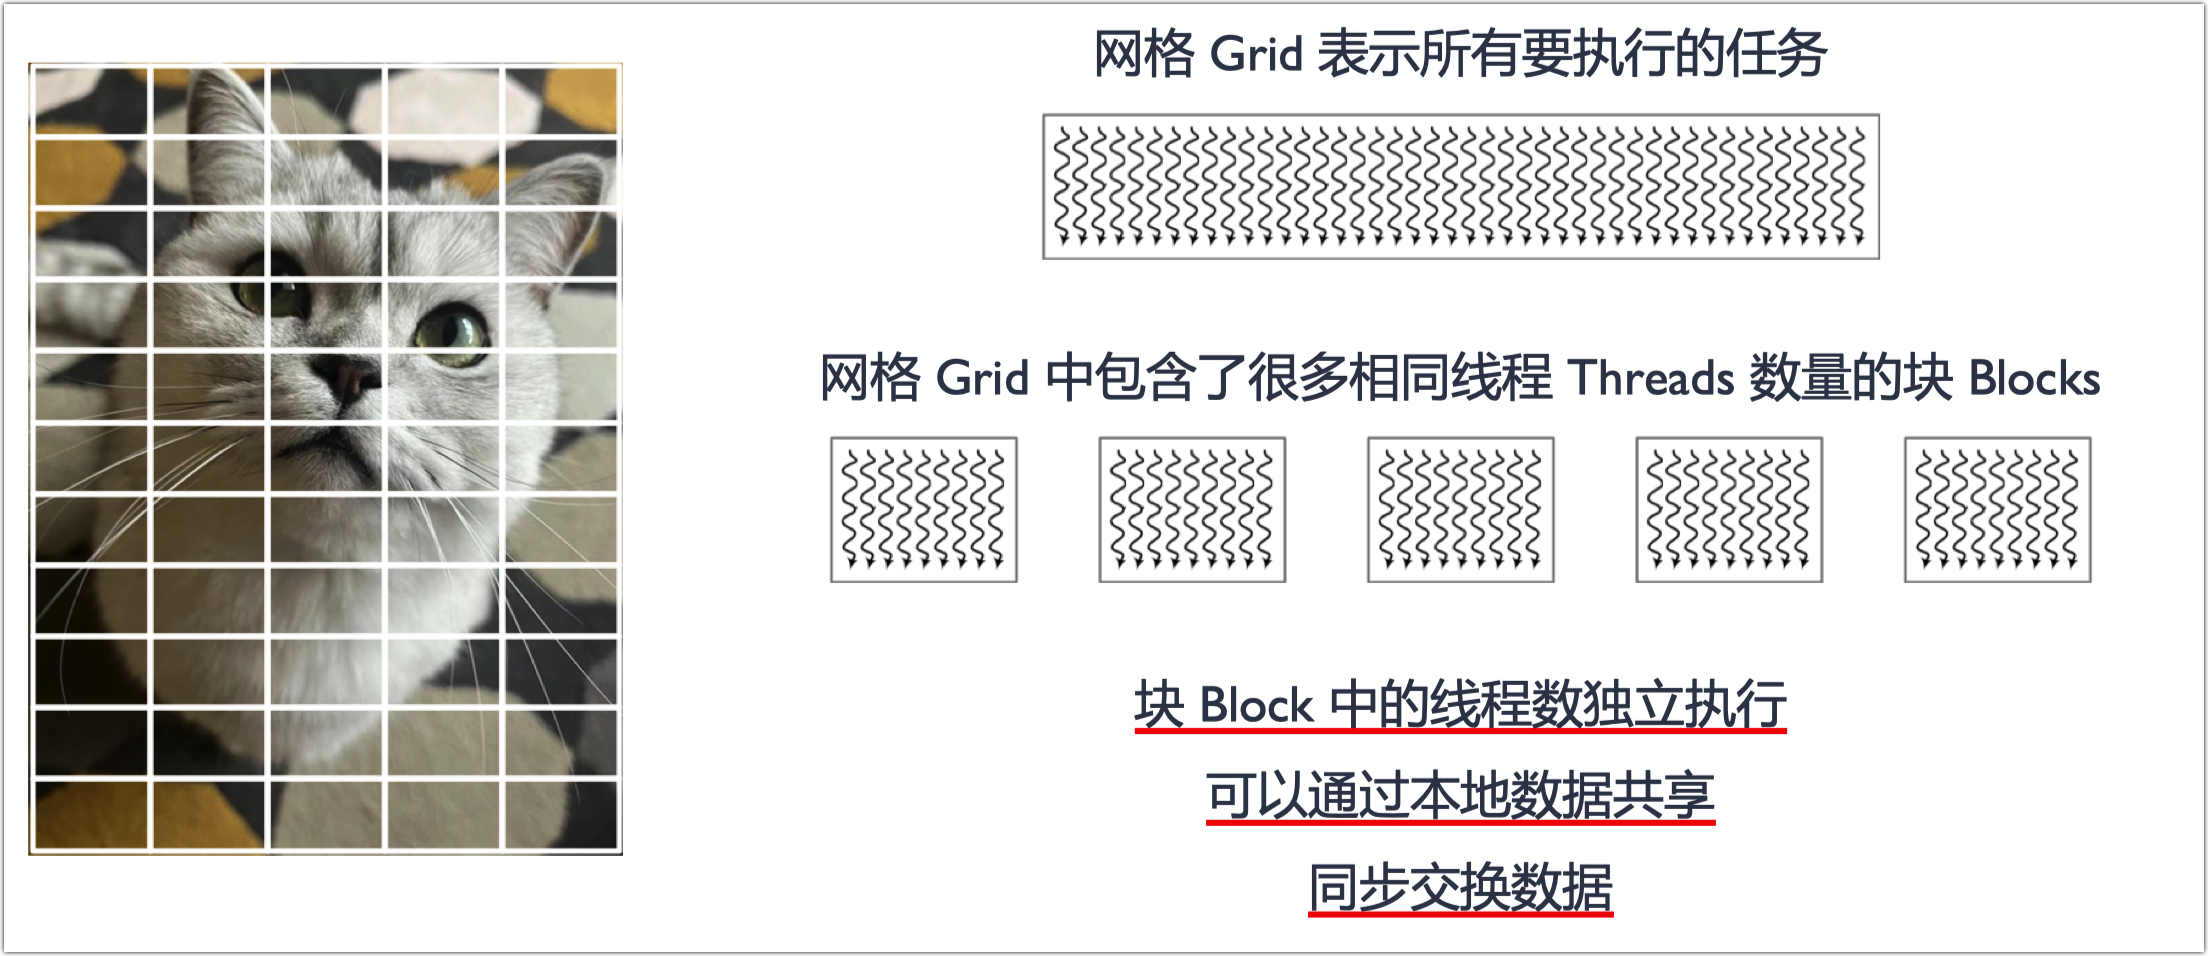 网格 Grid 表示所有要执行的任务
网格 Grid 中包含了很多相同线程 Threads 数量的块 Blocks
块 Block 中的线程数独立执行
可以通过本地数据共享
同步交换数据